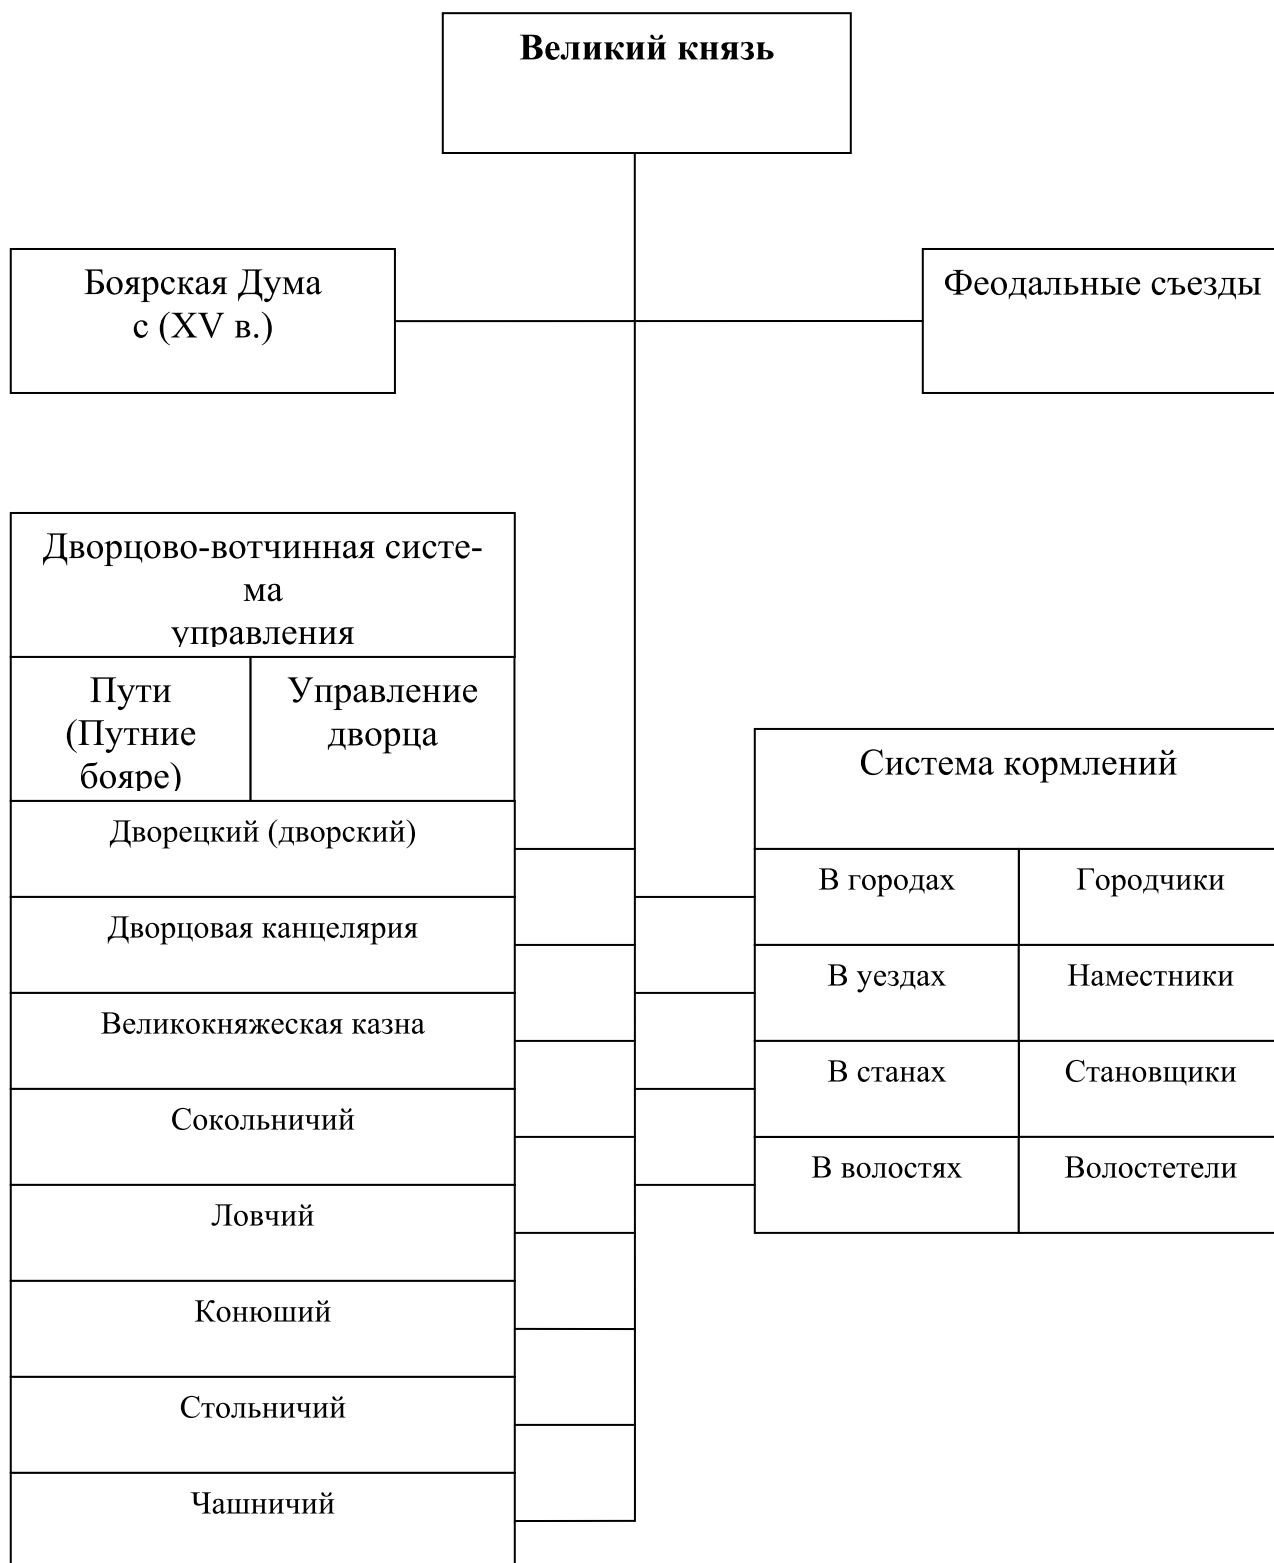 Великий князь
Боярская Дума
с (XV в.)
Феодальные съезды
Дворцово-вотчинная систе-
ма
управления
Пути
(Путние
бояре)
Управление
дворца
Система кормлений
Дворецкий (дворский)
В городах
Городчики
Дворцовая канцелярия
В уездах
Наместники
Великокняжеская казна
В станах
Становщики
Сокольничий
В волостях
Волостетели
Ловчий
Конюший
Стольничий
Чашничий